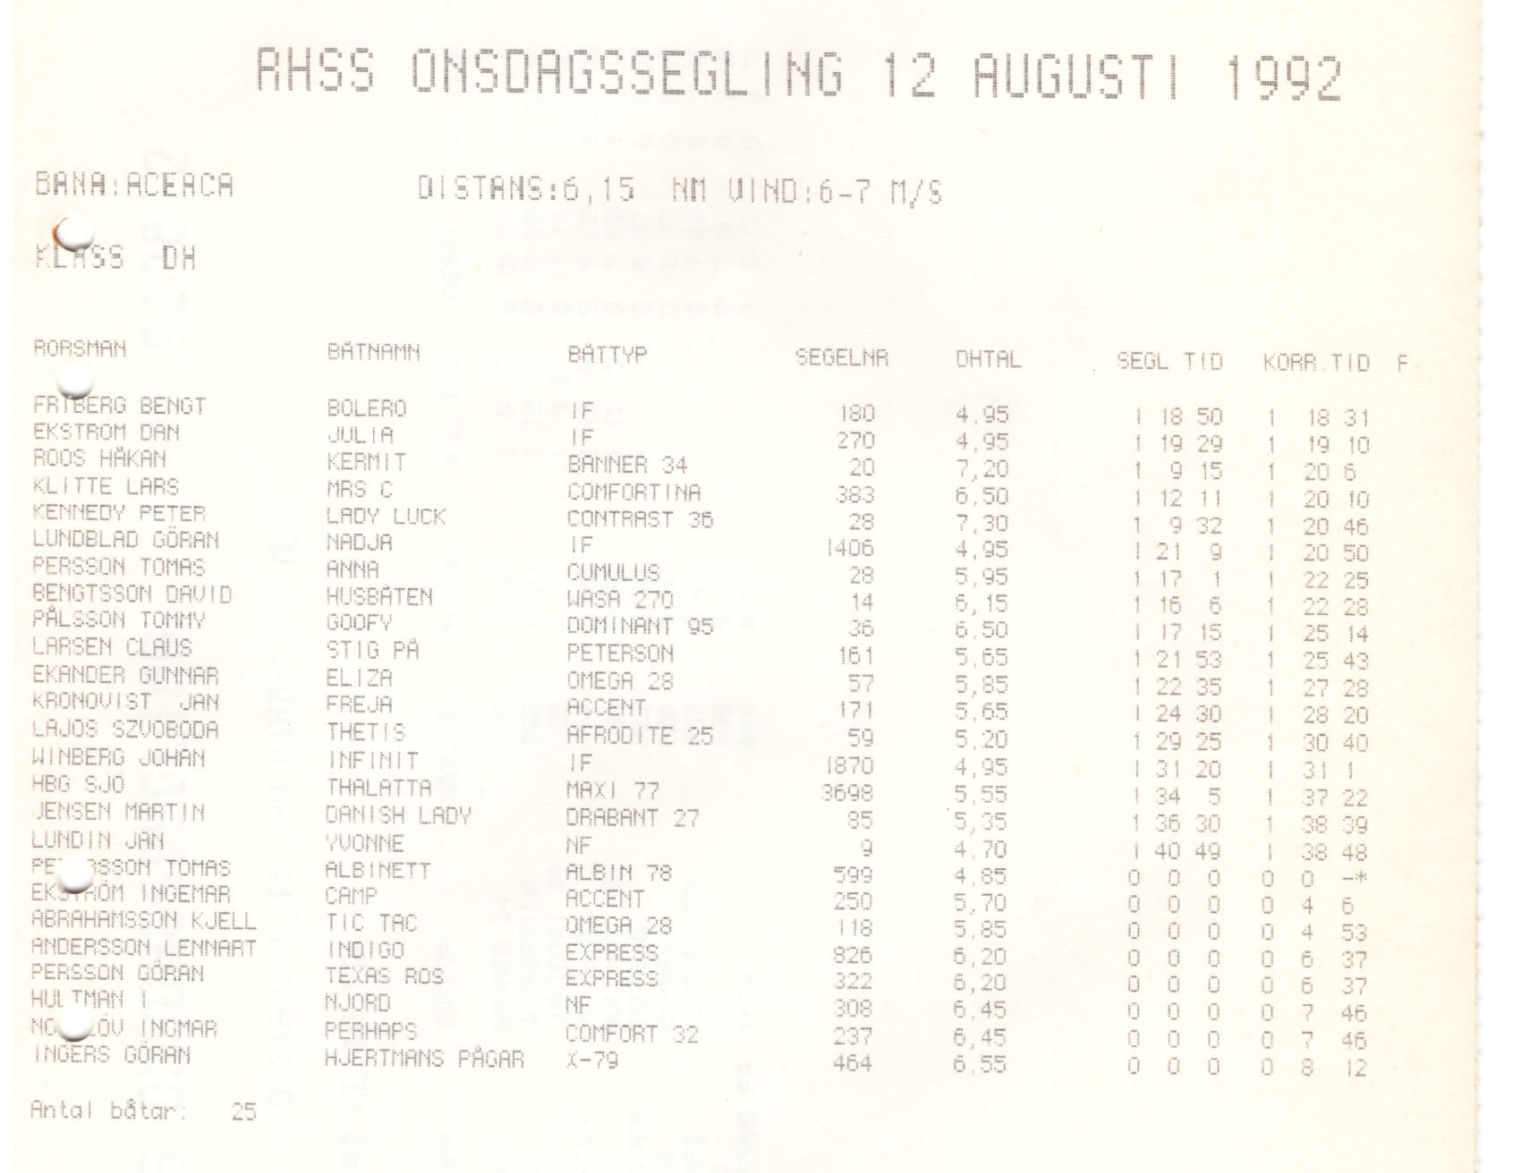 RHSS ONSDAGSSEGLING 12 AUGUSTI 1992
BANA:ACEACA DISTANS:6,15 NM VIND:6-7 M/S
KLASS DH
RORSMAN BÅTNAMN BÅTTYP SEGELNR DHTAL SEGL TID KORR.TID P
FRIBERG BENGT BOLERO IF 180 4,95 1 18 50 1 18 31
EKSTROM DAN JULIA IF 270 4,95 1 19 29 1 19 10
ROOS HÅKAN KERMIT BANNER 34 20 7,20 1 9 15 1 20 6
KLITTE LARS MRS C COMFORTINA 383 6,50 1 12 11 1 20 10
KENNEDY PETER LADY LUCK CONTRAST 36 28 7,30 1 9 32 1 20 46
LUNDBLAD GÖRAN NADJA IF 1406 4,95 1 21 9 1 20 50
PERSSON TOMAS ANNA CUMULUS 28 5,95 1 17 1 1 22 25
BENGTSSON DAVID HUSBÅTEN WASA 270 14 6,15 1 16 6 1 22 28
PÅLSSON TOMMY GOOFY DOMINANT 95 36 6,50 1 17 15 1 25 14
LARSEN CLAUS STIG PÅ PETERSON 161 5,65 1 21 53 1 25 43
EKANDER GUNNAR ELIZA OMEGA 28 57 5,85 1 22 35 1 27 28
KRONQVIST JAN FREJA ACCENT 171 5,65 1 24 30 1 28 20
LAJOS SZVOBODA THETIS AFRODITE 25 59 5,20 1 29 25 1 30 40
WINBERG JOHAN INFINIT IF 1870 4,95 1 31 20 1 31 1
HBG SJO THALATTA MAXI 77 3698 5,55 1 34 5 1 37 22
JENSEN MARTIN DANISH LADY DRABANT 27 85 5,35 1 36 30 1 38 39
LUNDIN JAN YVONNE NF 9 4,70 1 40 49 1 38 48
TOMAS ALBINETT ALBIN 78 599 4,85 0 0 0 0 0 -*
EKSTRÖM INGEMAR CAMP ACCENT 250 5,70 0 0 0 0 4 6
ABRAHAMSSON KJELL TIC TAC OMEGA 28 118 5,85 0 0 0 0 4 53
ANDERSSON LENNART INDIGO EXPRESS 826 6,20 0 0 0 0 6 37
PERSSON GÖRAN TEXAS ROS EXPRESS 322 6,20 0 0 0 0 6 37
HULTMAN I NJORD NF 308 6,45 0 0 0 0 7 46
INGMAR PERHAPS COMFORT 32 237 6,45 0 0 0 0 7 46
INGERS GÖRAN HJERTMANS PÅGAR X-79 464 6,55 0 0 0 0 8 12
Antal båtar: 25